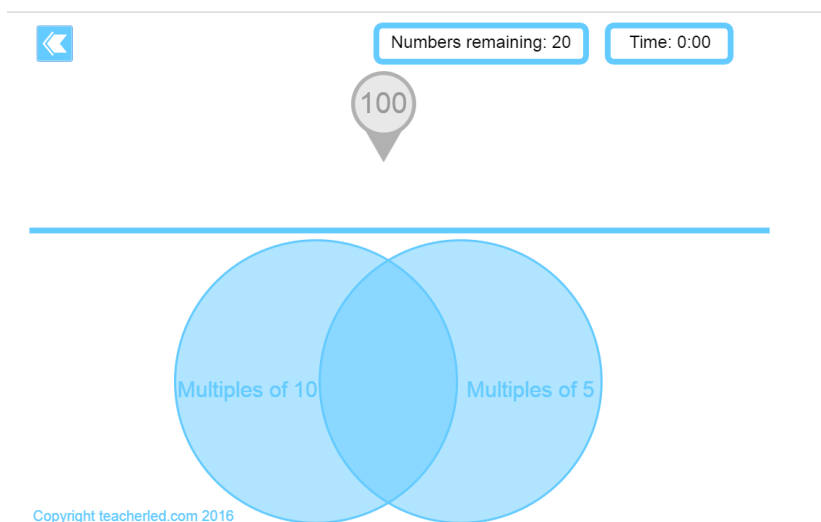 Numbers remaining: 20
Time: 0:00
100
Multiples of 10
Multiples of 5
Copyright teacherled.com 2016